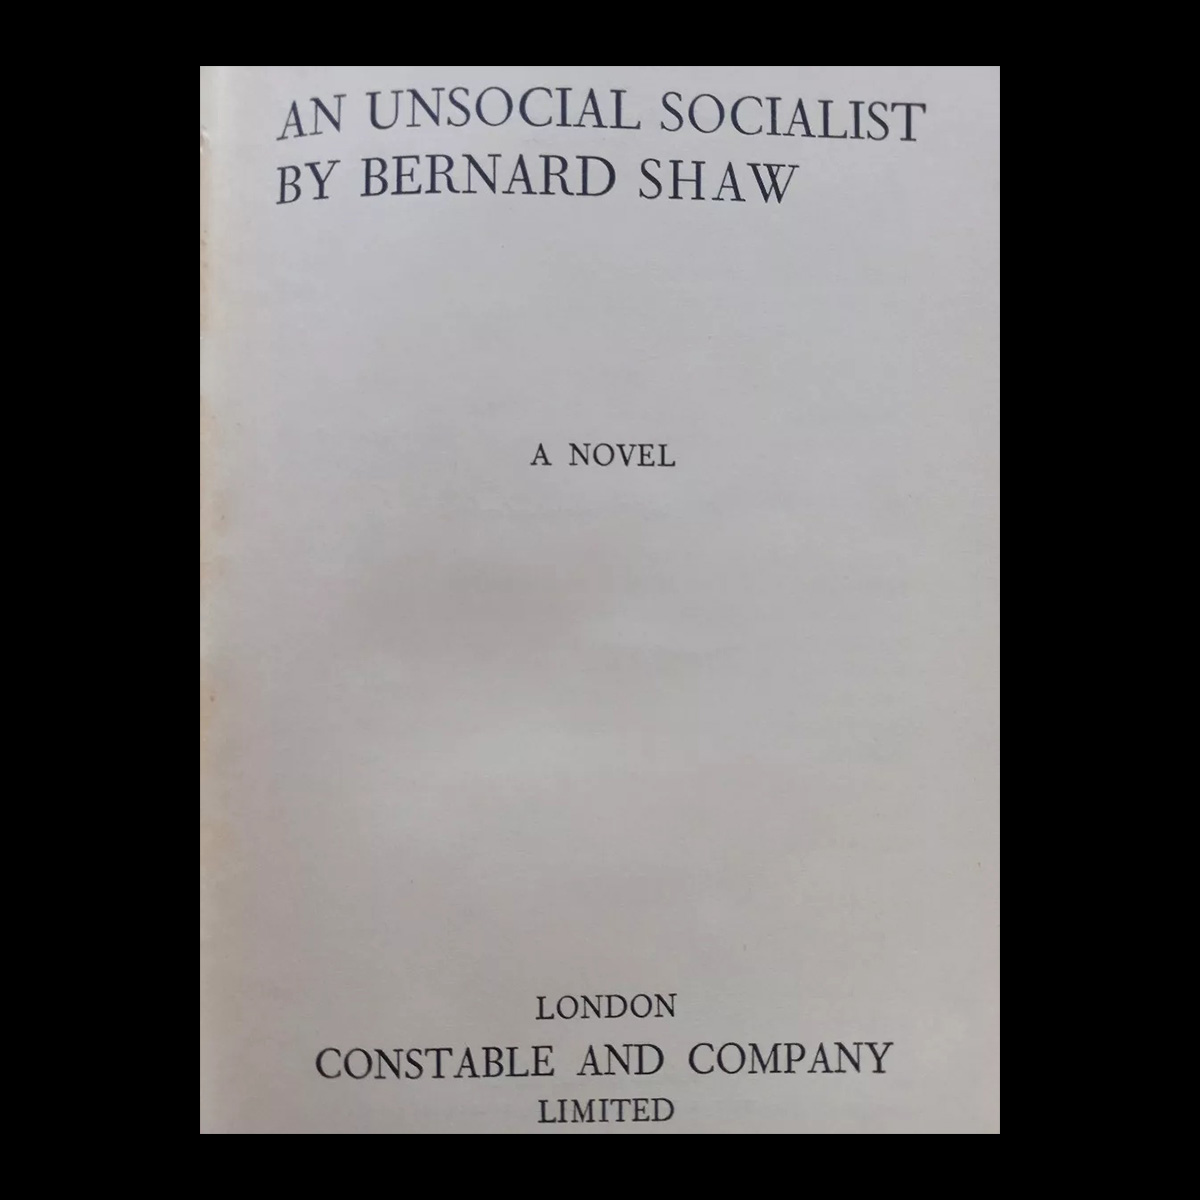 AN UNSOCIAL SOCIALIST
BY BERNARD SHAW
A NOVEL
LONDON
CONSTABLE AND COMPANY
LIMITED